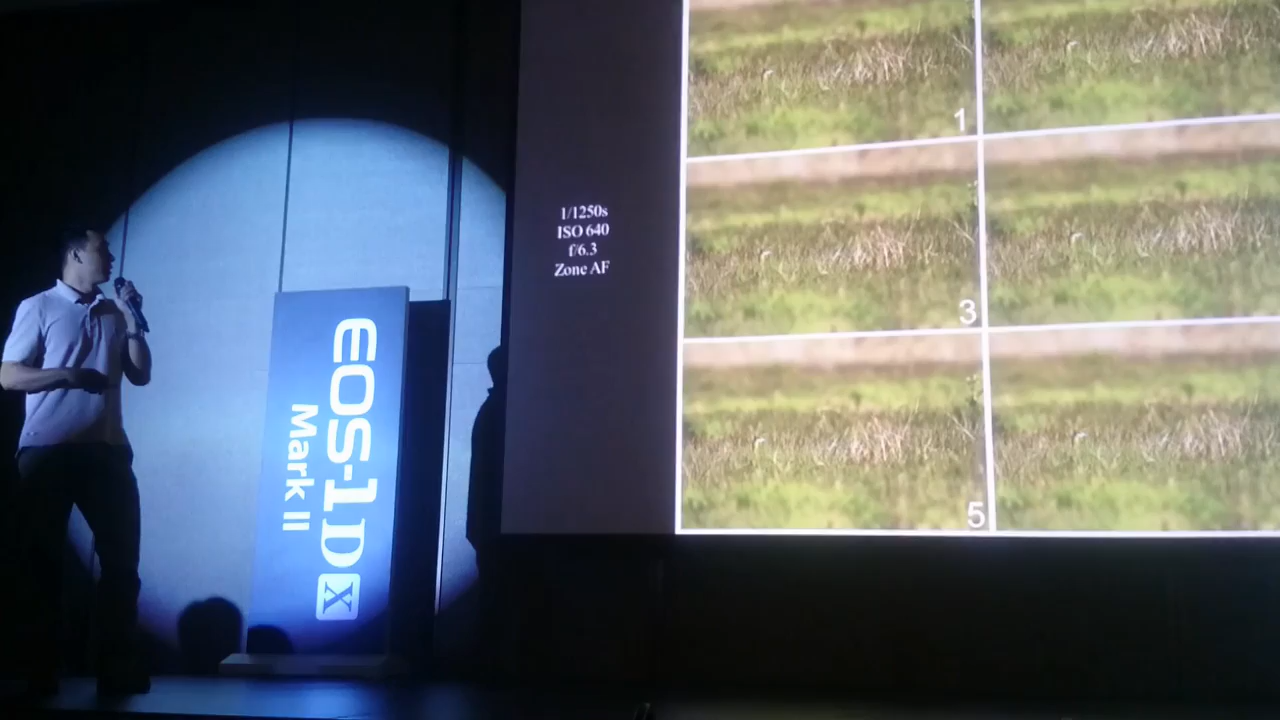 EOS-1D X
Mark II
1/1250s
ISO 640
f/6.3
Zone AF
1
3
5